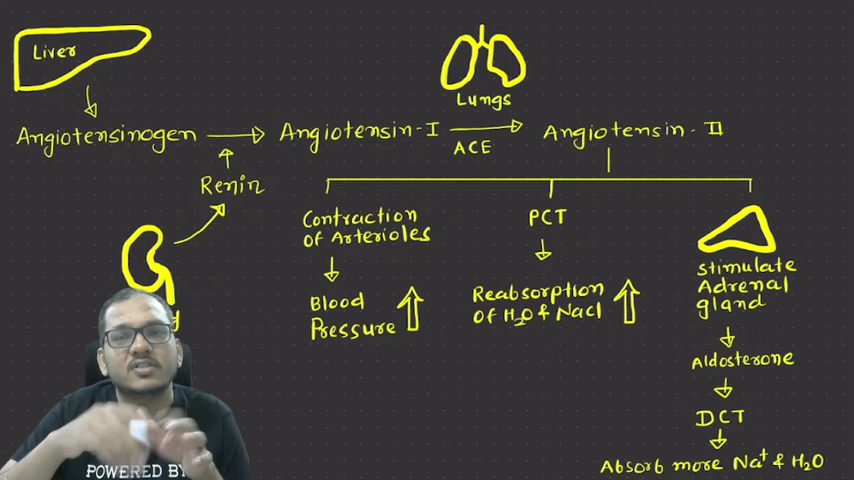 Liver
Lungs
Angiotensinogen
Angiotensin-I
ACE
Angiotensin-II
Renin
Contraction
of Arterioles
Blood
Pressure
PCT
Reabsorption
of H2O & Nacl
Stimulate
Adrenal
gland
Aldosterone
DCT
Absorb more Na+ & H2O
POWERED BY